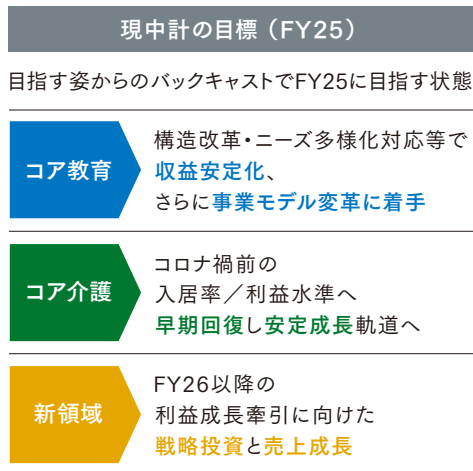 現中計の目標（FY25）
目指す姿からのバックキャストでFY25に目指す状態
コア教育
構造改革・ニーズ多様化対応等で
収益安定化、
さらに事業モデル変革に着手
コア介護
コロナ禍前の
入居率／利益水準へ
早期回復し安定成長軌道へ
新領域
FY26以降の
利益成長牽引に向けた
戦略投資と売上成長